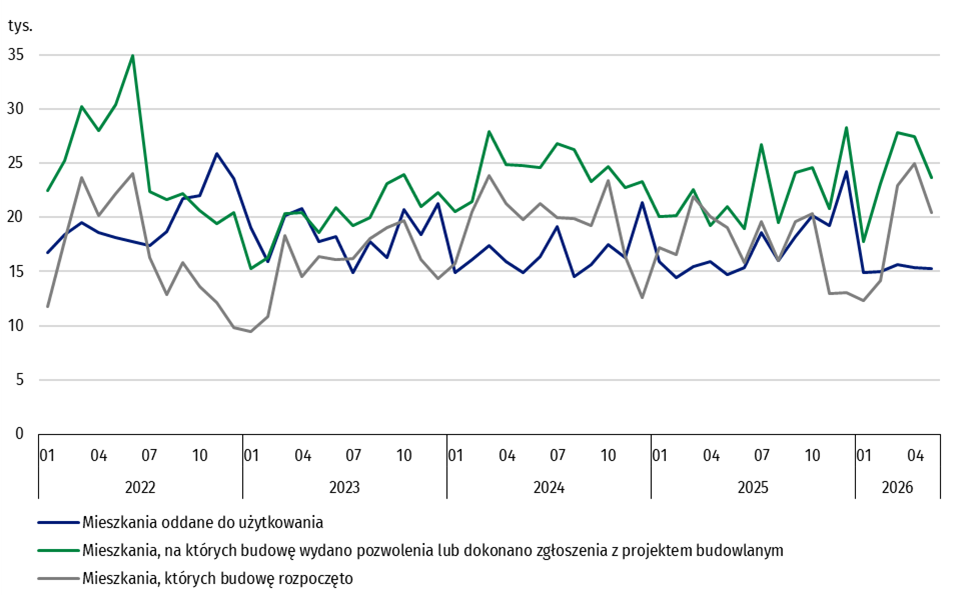 tys.
35
30
25
20
15
10
5
0
01 04 07 10 01 04 07 10 01 04 07 10 01 04 07 10 01 04
2022 2023 2024 2025 2026
Mieszkania oddane do użytkowania
Mieszkania, na których budowę wydano pozwolenia lub dokonano zgłoszenia z projektem budowlanym
Mieszkania, których budowę rozpoczęto